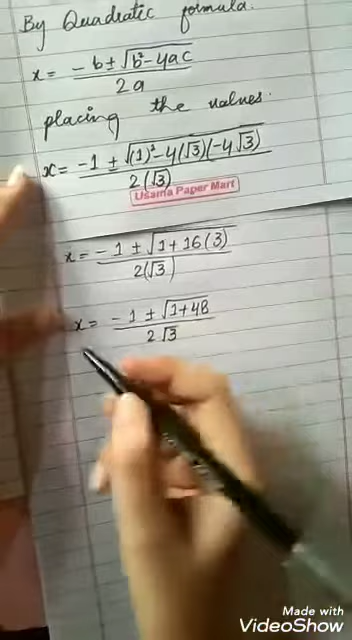 By Quadratic formula.
x = -b ± √b² - 4ac / 2a
placing the values.
x = -1 ± √(1)² - 4(√3)(-4√3) / 2(√3)
Usama Paper Mart
x = -1 ± √1 + 16(3) / 2(√3)
x = -1 ± √1 + 48 / 2√3
Made with
VideoShow